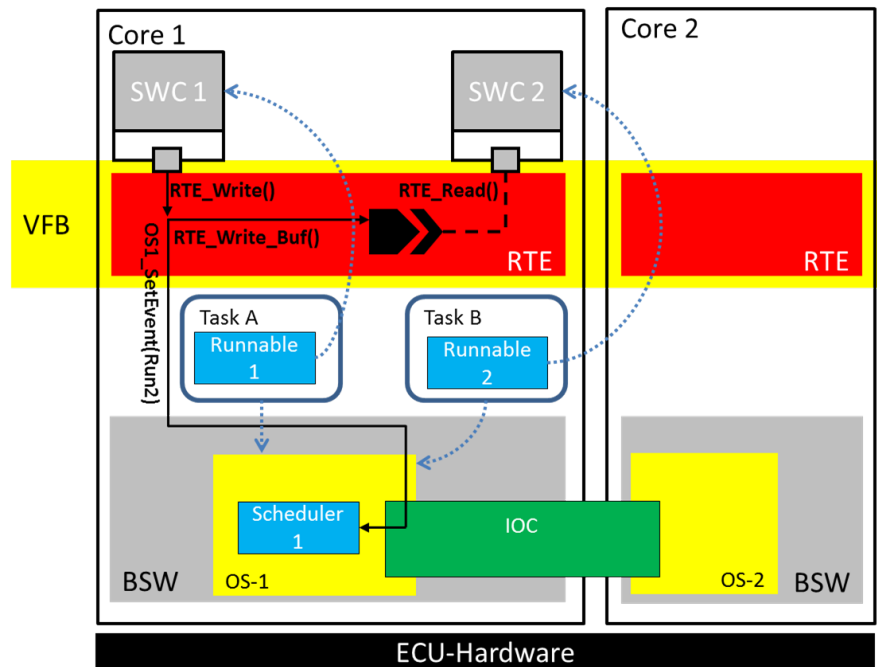 Core 1
Core 2
SWC 1
SWC 2
RTE_Write()
RTE_Read()
VFB
RTE_Write_Buf()
RTE
RTE
OS1_SetEvent(Run2)
Task A
Task B
Runnable
1
Runnable
2
Scheduler
1
IOC
BSW
OS-1
OS-2
BSW
ECU-Hardware